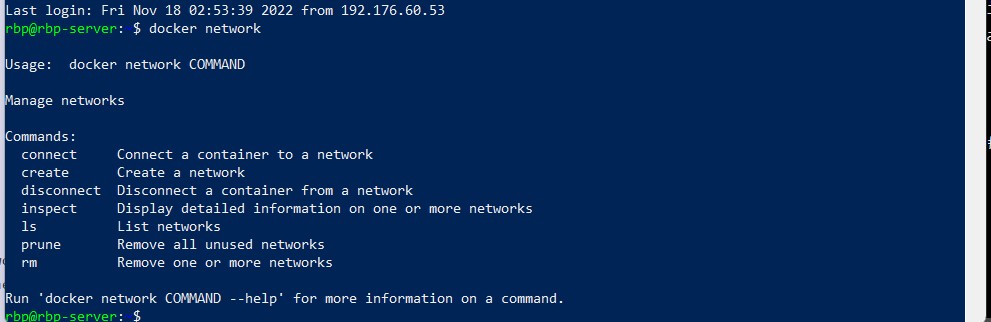 Last login: Fri Nov 18 02:53:39 2022 from 192.176.60.53
rbp@rbp-server: $ docker network
Usage:  docker network COMMAND
Manage networks
Commands:
  connect     Connect a container to a network
  create      Create a network
  disconnect  Disconnect a container from a network
  inspect     Display detailed information on one or more networks
  ls          List networks
  prune       Remove all unused networks
  rm          Remove one or more networks
Run 'docker network COMMAND --help' for more information on a command.
rbp@rbp-server: $